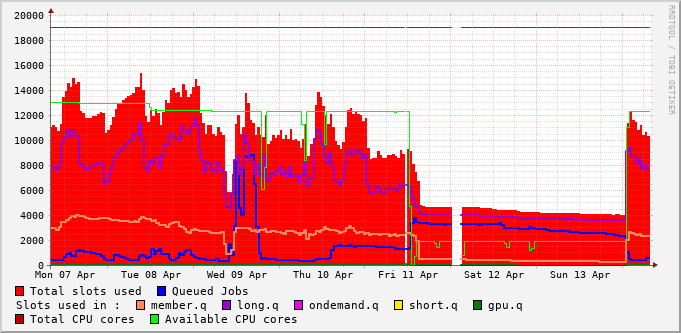 20000
18000
16000
14000
12000
10000
8000
6000
4000
2000
0
Mon 07 Apr Tue 08 Apr Wed 09 Apr Thu 10 Apr Fri 11 Apr Sat 12 Apr Sun 13 Apr
Total slots used Queued Jobs
Slots used in : member.q long.q ondemand.q short.q gpu.q
Total CPU cores Available CPU cores
RRDTOOL / TOBI OETIKER